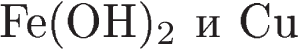 Fe(OH)₂ и Cu